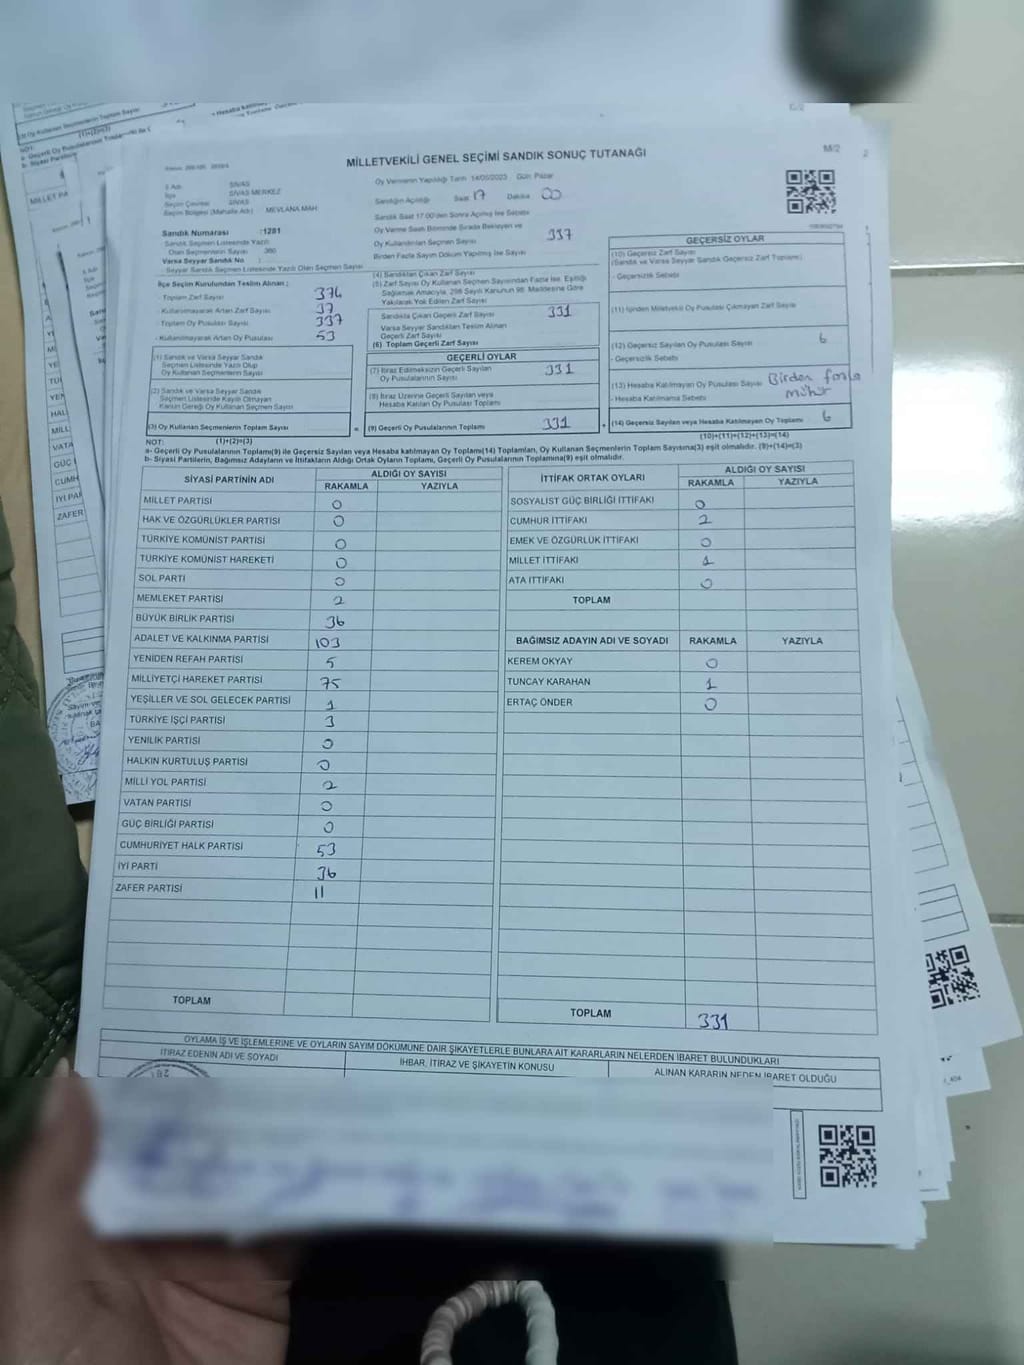 M/2
2
MİLLETVEKİLİ GENEL SEÇİMİ SANDIK SONUÇ TUTANAĞI
İl Adı : SİVAS
İlçe : SİVAS MERKEZ
Seçim Çevresi : SİVAS
Seçim Bölgesi (Mahalle Adı) : MEVLANA MAH.
Oy Vermenin Yapıldığı Tarih 14/05/2023 Gün: Pazar
Sandığın Açıldığı Saat 17 Dakika 00
Sandık Saat 17.00'den Sonra Açılmış İse Sebebi
Sandık Numarası :1281
- Sandık Seçmen Listesinde Yazılı
Olan Seçmenlerin Sayısı : 360
Varsa Seyyar Sandık No :
- Seyyar Sandık Seçmen Listesinde Yazılı Olan Seçmen Sayısı
Oy Verme Saati Bitiminde Sırada Bekleyen ve
Oy Kullandırılan Seçmen Sayısı 337
Birden Fazla Sayım Döküm Yapılmış İse Sayısı
İlçe Seçim Kurulundan Teslim Alınan ;
- Toplam Zarf Sayısı 374
- Kullanılmayarak Artan Zarf Sayısı 37
- Toplam Oy Pusulası Sayısı 337
- Kullanılmayarak Artan Oy Pusulası 53
(4) Sandıktan Çıkan Zarf Sayısı
(5) Zarf Sayısı Oy Kullanan Seçmen Sayısından Fazla İse, Eşitliği
Sağlamak Amacıyla, 298 Sayılı Kanunun 98. Maddesine Göre
Yakılarak Yok Edilen Zarf Sayısı
Sandıkta Çıkan Geçerli Zarf Sayısı 331
Varsa Seyyar Sandıktan Teslim Alınan
Geçerli Zarf Sayısı
(6) Toplam Geçerli Zarf Sayısı
GEÇERLİ OYLAR
(7) İtiraz Edilmeksizin Geçerli Sayılan
Oy Pusulalarının Sayısı 331
(8) İtiraz Üzerine Geçerli Sayılan veya
Hesaba Katılan Oy Pusulası Toplamı
(9) Geçerli Oy Pusulalarının Toplamı 331
GEÇERSİZ OYLAR
(10) Geçersiz Zarf Sayısı
(Sandık ve Varsa Seyyar Sandık Geçersiz Zarf Toplamı)
- Geçersizlik Sebebi
(11) İçinden Milletvekili Oy Pusulası Çıkmayan Zarf Sayısı
(12) Geçersiz Sayılan Oy Pusulası Sayısı 6
- Geçersizlik Sebebi
(13) Hesaba Katılmayan Oy Pusulası Sayısı Birden fazla
- Hesaba Katılmama Sebebi mühür
(14) Geçersiz Sayılan veya Hesaba Katılmayan Oy Toplamı 6
(1) Sandık ve Varsa Seyyar Sandık
Seçmen Listesinde Yazılı Olup
Oy Kullanan Seçmenlerin Sayısı
(2) Sandık ve Varsa Seyyar Sandık
Seçmen Listesinde Kayıtlı Olmayan
Kanun Gereği Oy Kullanan Seçmen Sayısı
(3) Oy Kullanan Seçmenlerin Toplam Sayısı
=
+
NOT: (1)+(2)=(3) (10)+(11)+(12)+(13)=(14)
a- Geçerli Oy Pusulalarının Toplamı(9) ile Geçersiz Sayılan veya Hesaba katılmayan Oy Toplamı(14) Toplamları, Oy Kullanan Seçmenlerin Toplam Sayısına(3) eşit olmalıdır. (9)+(14)=(3)
b- Siyasi Partilerin, Bağımsız Adayların ve İttifakların Aldığı Ortak Oyların Toplamı, Geçerli Oy Pusulalarının Toplamına(9) eşit olmalıdır.
SİYASİ PARTİNİN ADI ALDIĞI OY SAYISI
RAKAMLA YAZIYLA
MİLLET PARTİSİ 0
HAK VE ÖZGÜRLÜKLER PARTİSİ 0
TÜRKİYE KOMÜNİST PARTİSİ 0
TÜRKİYE KOMÜNİST HAREKETİ 0
SOL PARTİ 0
MEMLEKET PARTİSİ 2
BÜYÜK BİRLİK PARTİSİ 36
ADALET VE KALKINMA PARTİSİ 103
YENİDEN REFAH PARTİSİ 5
MİLLİYETÇİ HAREKET PARTİSİ 75
YEŞİLLER VE SOL GELECEK PARTİSİ 1
TÜRKİYE İŞÇİ PARTİSİ 3
YENİLİK PARTİSİ 0
HALKIN KURTULUŞ PARTİSİ 0
MİLLİ YOL PARTİSİ 2
VATAN PARTİSİ 0
GÜÇ BİRLİĞİ PARTİSİ 0
CUMHURİYET HALK PARTİSİ 53
İYİ PARTİ 36
ZAFER PARTİSİ 11
TOPLAM
İTTİFAK ORTAK OYLARI ALDIĞI OY SAYISI
RAKAMLA YAZIYLA
SOSYALİST GÜÇ BİRLİĞİ İTTİFAKI 0
CUMHUR İTTİFAKI 2
EMEK VE ÖZGÜRLÜK İTTİFAKI 0
MİLLET İTTİFAKI 1
ATA İTTİFAKI 0
TOPLAM
BAĞIMSIZ ADAYIN ADI VE SOYADI RAKAMLA YAZIYLA
KEREM OKYAY 0
TUNCAY KARAHAN 1
ERTAÇ ÖNDER 0
TOPLAM 331
OYLAMA İŞ VE İŞLEMLERİNE VE OYLARIN SAYIM DÖKÜMÜNE DAİR ŞİKAYETLERLE BUNLARA AİT KARARLARIN NELERDEN İBARET BULUNDUKLARI
İTİRAZ EDENİN ADI VE SOYADI İHBAR, İTİRAZ VE ŞİKAYETİN KONUSU ALINAN KARARIN NEDEN İBARET OLDUĞU